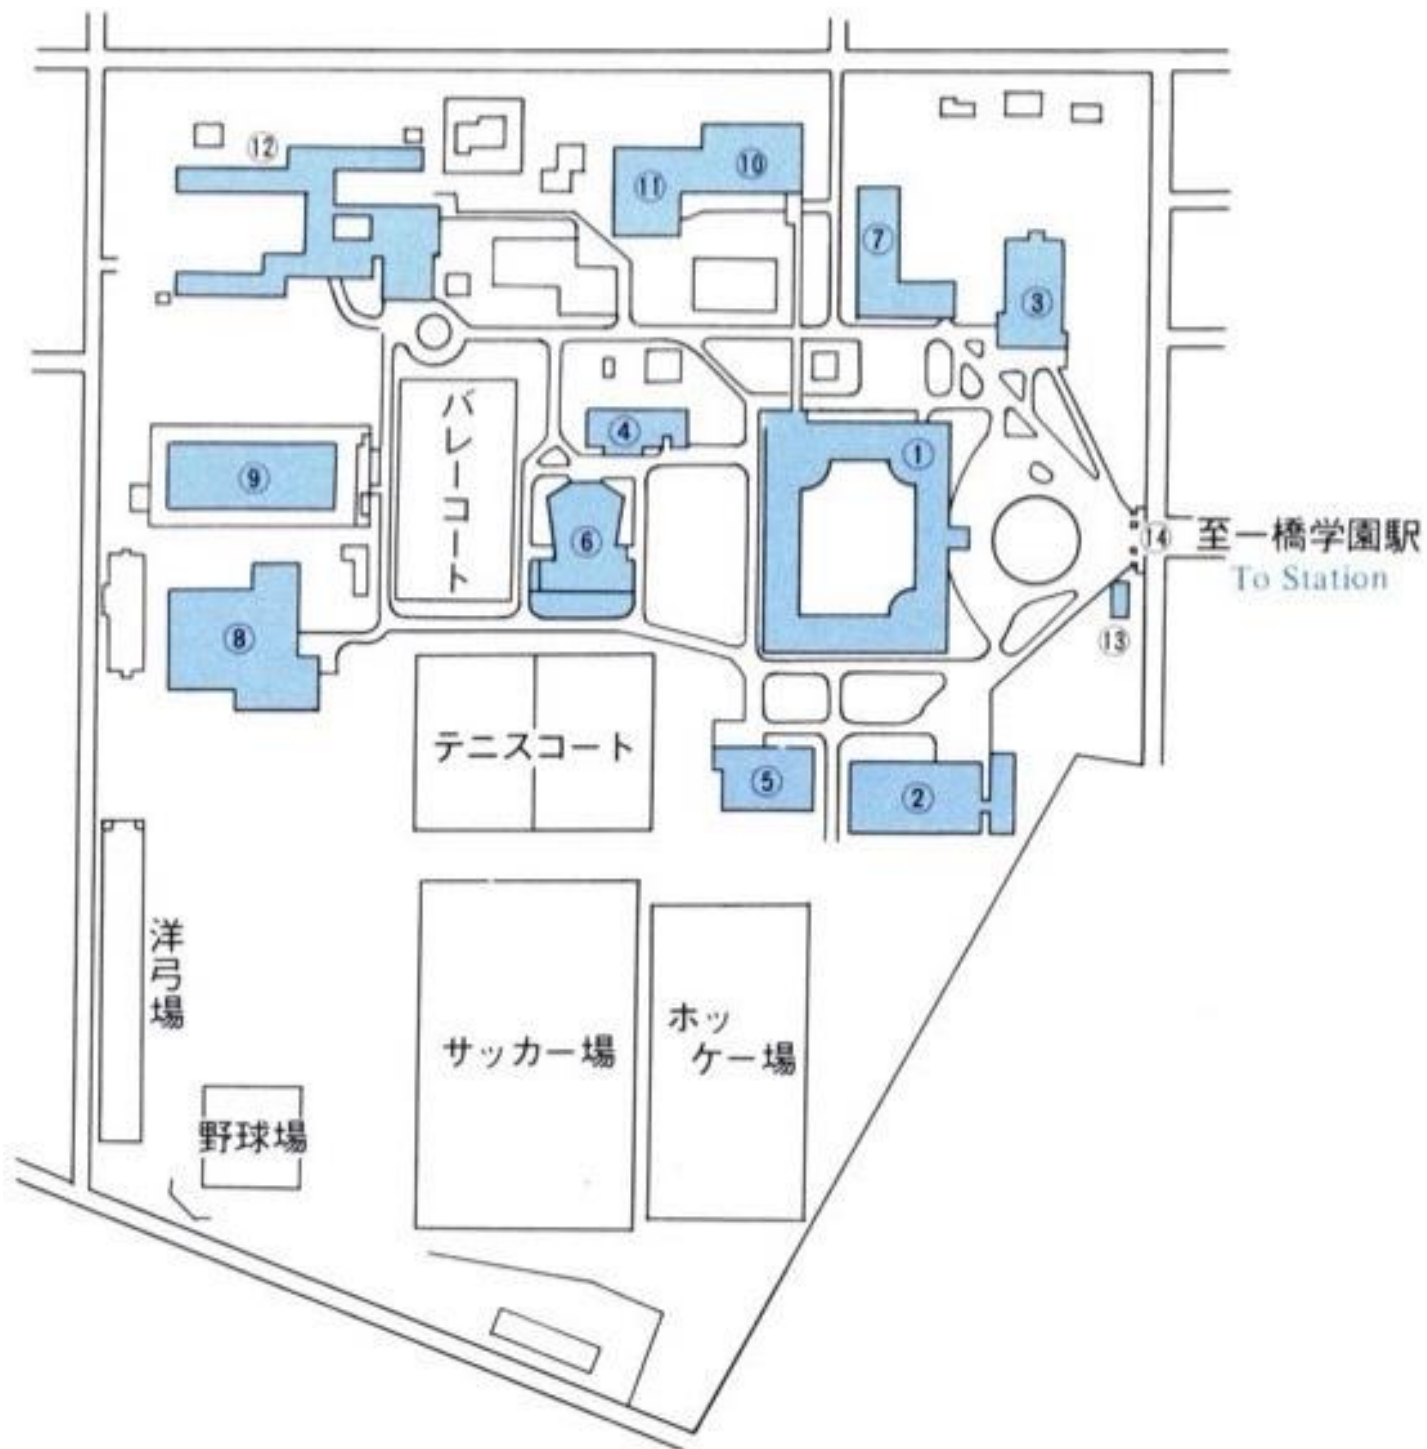 ⑫
⑩
⑪
⑦
③
バレーコート
④
①
⑨
⑥
⑭
至一橋学園駅
To Station
⑧
⑬
テニスコート
⑤
②
洋弓場
サッカー場
ホッ
ケー場
野球場